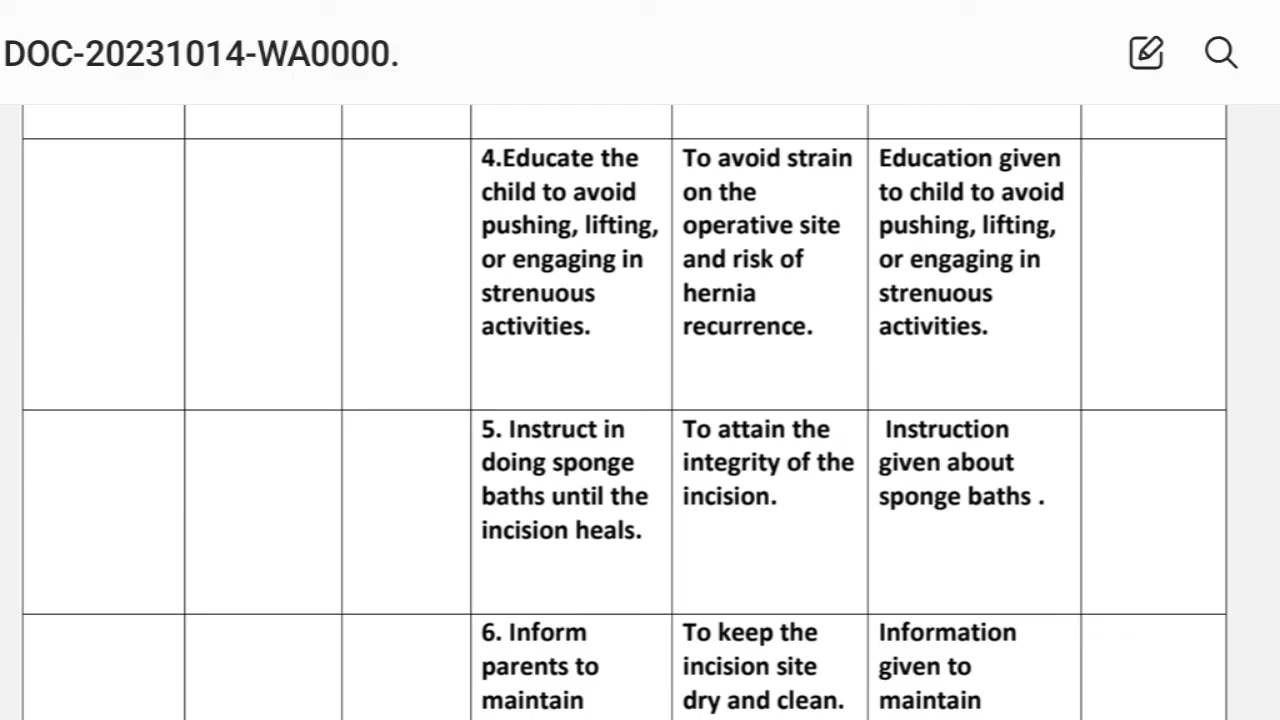 DOC-20231014-WA0000.
4.Educate the
child to avoid
pushing, lifting,
or engaging in
strenuous
activities.
To avoid strain
on the
operative site
and risk of
hernia
recurrence.
Education given
to child to avoid
pushing, lifting,
or engaging in
strenuous
activities.
5. Instruct in
doing sponge
baths until the
incision heals.
To attain the
integrity of the
incision.
Instruction
given about
sponge baths .
6. Inform
parents to
maintain
To keep the
incision site
dry and clean.
Information
given to
maintain